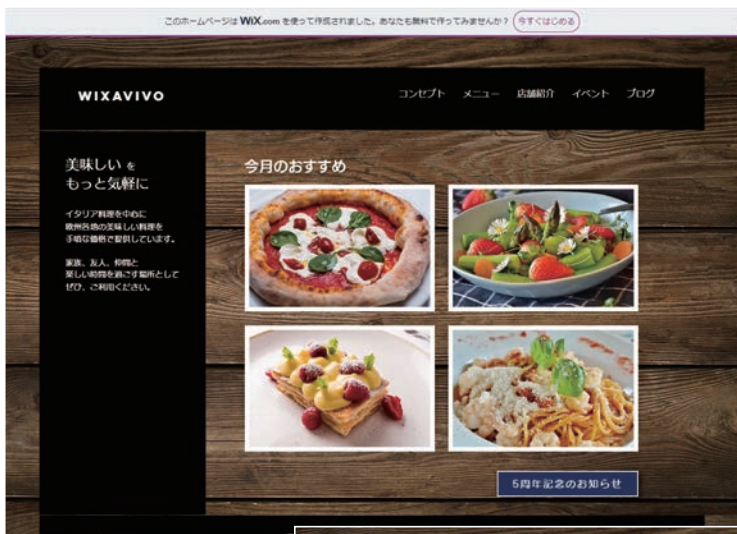 このホームページは WiX.com を使って作成されました。あなたも無料で作ってみませんか？ 今すぐはじめる
WIXAVIVO
コンセプト メニュー 店舗紹介 イベント ブログ
美味しい を
もっと気軽に
イタリア料理を中心に
欧州各地の美味しい料理を
手頃な価格で提供しています。
家族、友人、仲間と
楽しい時間を過ごす場所として
ぜひ、ご利用ください。
今月のおすすめ
5周年記念のお知らせ